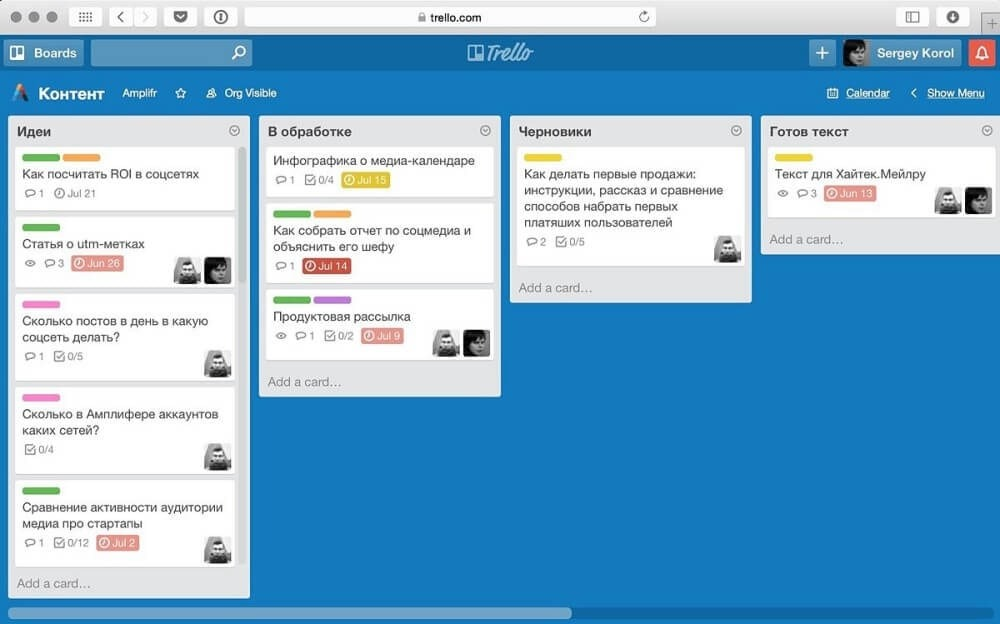 trello.com
Boards
Trello
Sergey Korol
Контент
Amplifr
Org Visible
Calendar
Show Menu
Идеи
Как посчитать ROI в соцсетях
1 Jul 21
Статья о utm-метках
3 Jun 26
Сколько постов в день в какую
соцсеть делать?
1 0/5
Сколько в Амплифере аккаунтов
каких сетей?
0/4
Сравнение активности аудитории
медиа про стартапы
1 0/12 Jul 2
Add a card…
В обработке
Инфографика о медиа-календаре
1 0/4 Jul 15
Как собрать отчет по соцмедиа и
объяснить его шефу
1 Jul 14
Продуктовая рассылка
1 0/2 Jul 9
Add a card…
Черновики
Как делать первые продажи:
инструкции, рассказ и сравнение
способов набрать первых
платящих пользователей
2 0/5
Add a card…
Готов текст
Текст для Хайтек.Мейлру
3 Jun 13
Add a card…